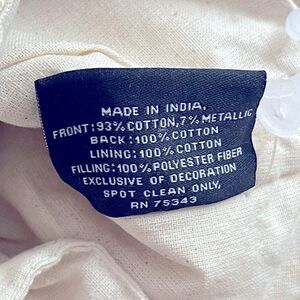 MADE IN INDIA.
FRONT:93%COTTON,7%METALLIC
BACK:100%COTTON
LINING:100%COTTON
FILLING:100%POLYESTER FIBER
EXCLUSIVE OF DECORATION
SPOT CLEAN ONLY,
RN 75343